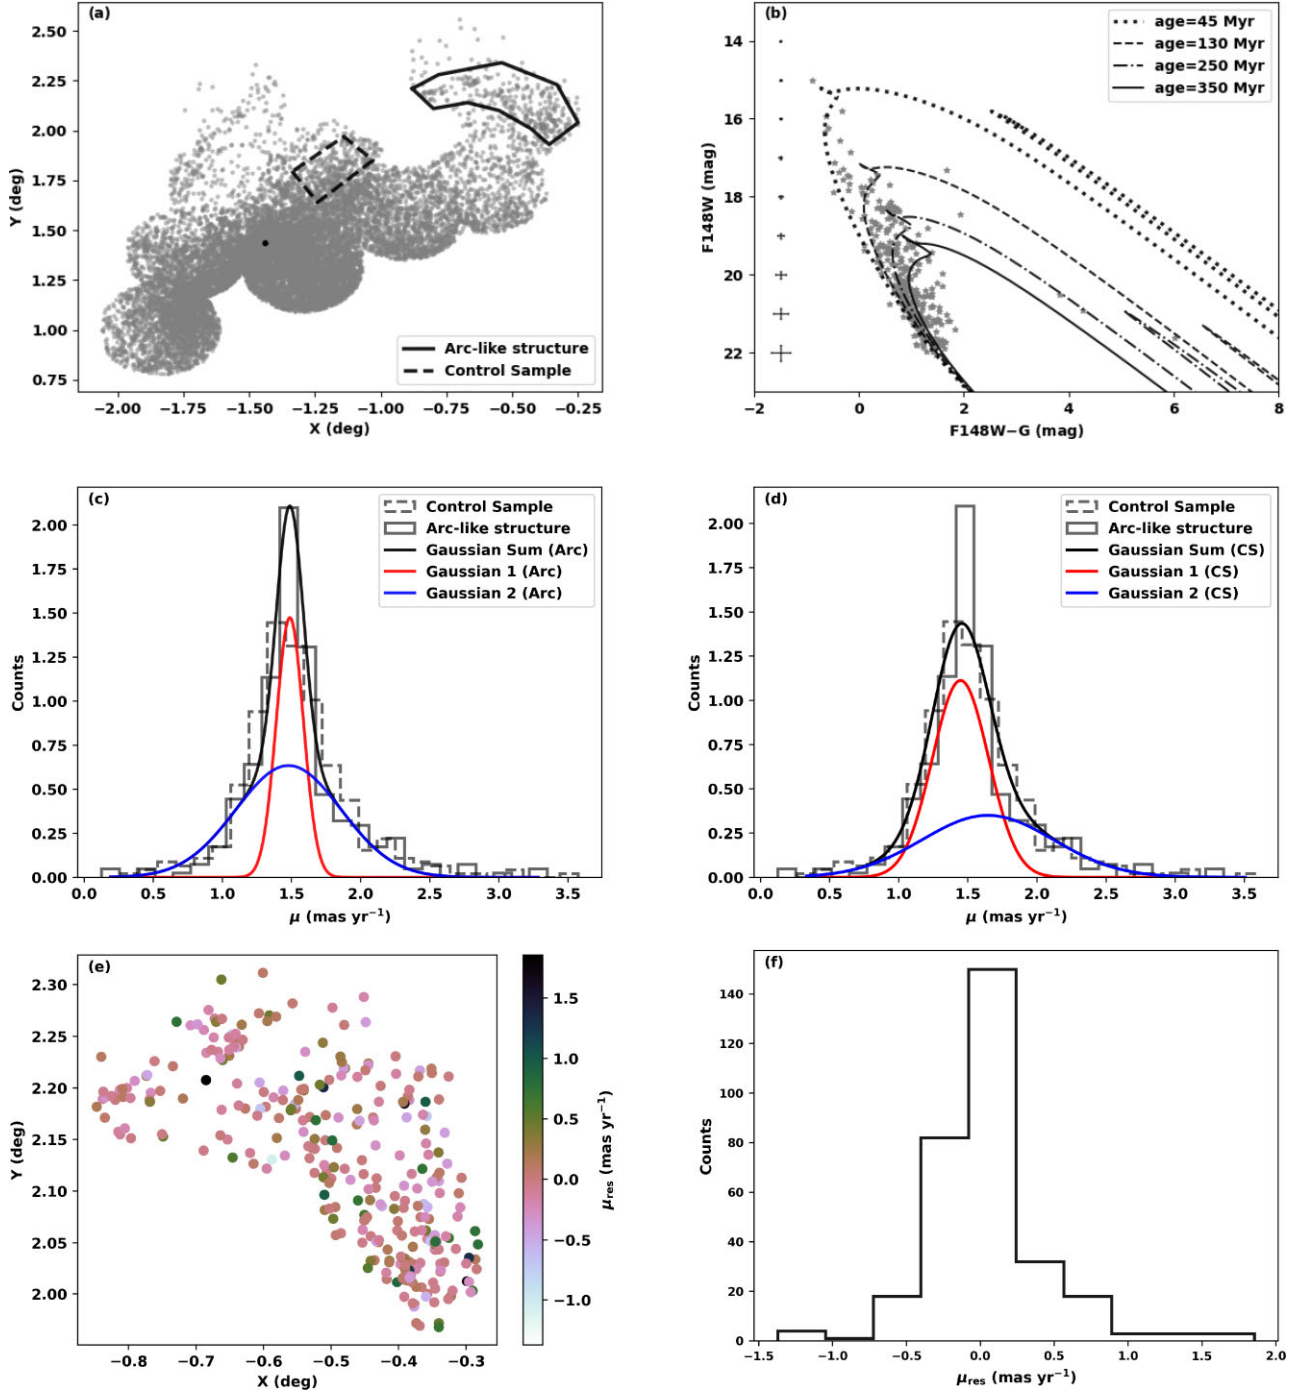 (a)
2.50
2.25
2.00
1.75
1.50
1.25
1.00
0.75
Y (deg)
Arc-like structure
Control Sample
−2.00 −1.75 −1.50 −1.25 −1.00 −0.75 −0.50 −0.25
X (deg)
(b)
14
16
18
20
22
F148W (mag)
age=45 Myr
age=130 Myr
age=250 Myr
age=350 Myr
−2 0 2 4 6 8
F148W−G (mag)
(c)
2.00
1.75
1.50
1.25
1.00
0.75
0.50
0.25
0.00
Counts
Control Sample
Arc-like structure
Gaussian Sum (Arc)
Gaussian 1 (Arc)
Gaussian 2 (Arc)
0.0 0.5 1.0 1.5 2.0 2.5 3.0 3.5
μ (mas yr⁻¹)
(d)
2.00
1.75
1.50
1.25
1.00
0.75
0.50
0.25
0.00
Counts
Control Sample
Arc-like structure
Gaussian Sum (CS)
Gaussian 1 (CS)
Gaussian 2 (CS)
0.0 0.5 1.0 1.5 2.0 2.5 3.0 3.5
μ (mas yr⁻¹)
(e)
2.30
2.25
2.20
2.15
2.10
2.05
2.00
Y (deg)
−0.8 −0.7 −0.6 −0.5 −0.4 −0.3
X (deg)
1.5
1.0
0.5
0.0
−0.5
−1.0
μres (mas yr⁻¹)
(f)
140
120
100
80
60
40
20
0
Counts
−1.5 −1.0 −0.5 0.0 0.5 1.0 1.5 2.0
μres (mas yr⁻¹)